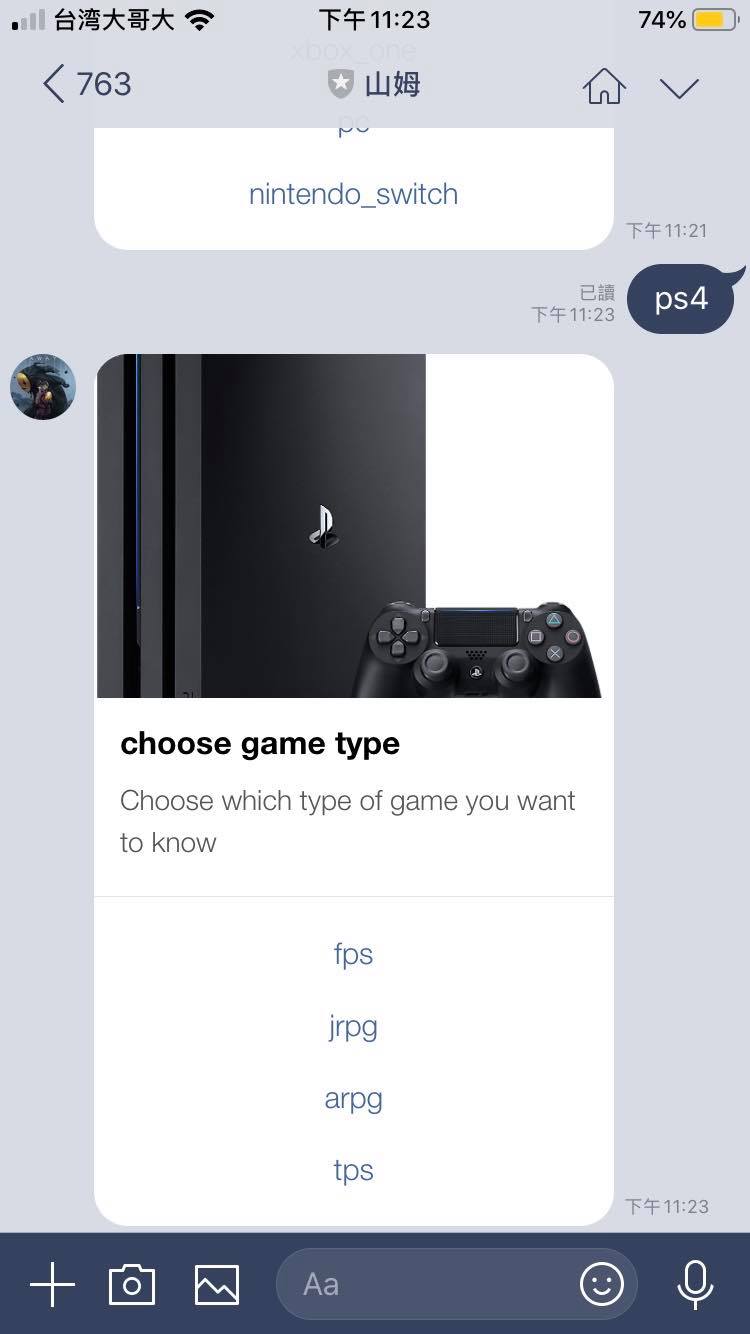 台湾大哥大
下午11:23
74%
xbox_one
763
山姆
pc
nintendo_switch
下午11:21
ps4
已讀
下午11:23
choose game type
Choose which type of game you want
to know
fps
jrpg
arpg
tps
下午11:23
Aa